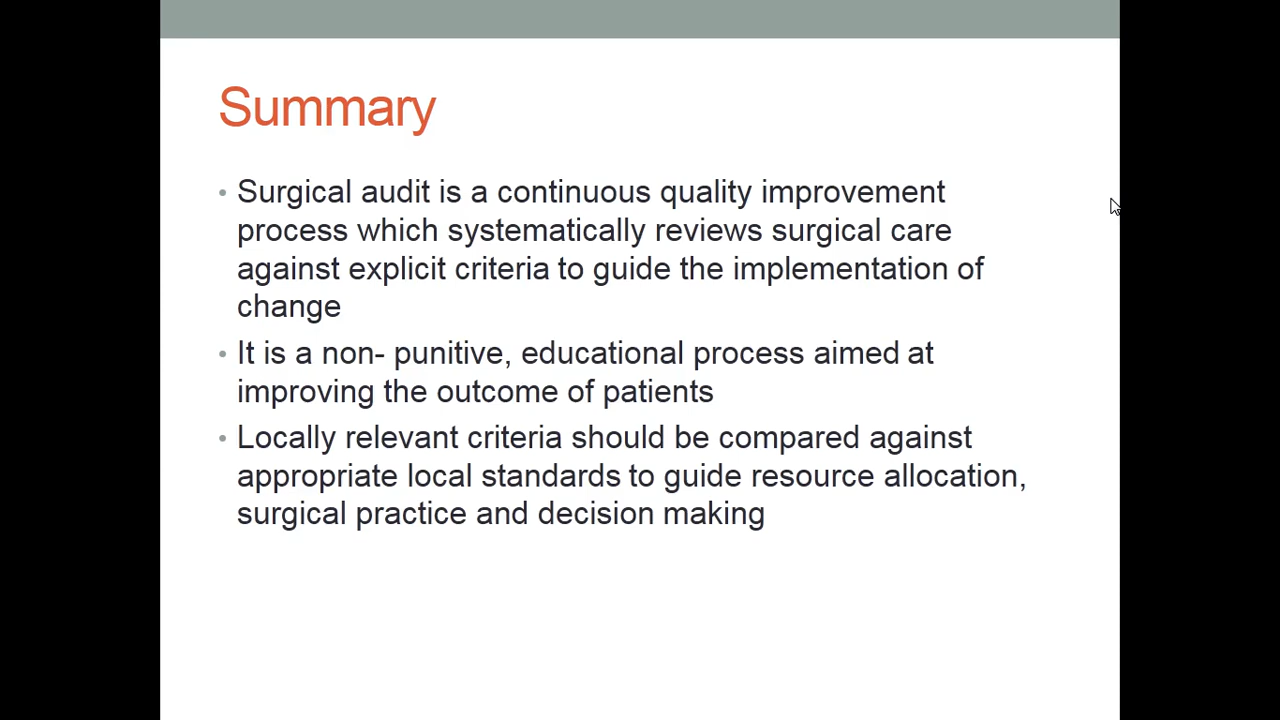 Summary
• Surgical audit is a continuous quality improvement
process which systematically reviews surgical care
against explicit criteria to guide the implementation of
change
• It is a non- punitive, educational process aimed at
improving the outcome of patients
• Locally relevant criteria should be compared against
appropriate local standards to guide resource allocation,
surgical practice and decision making